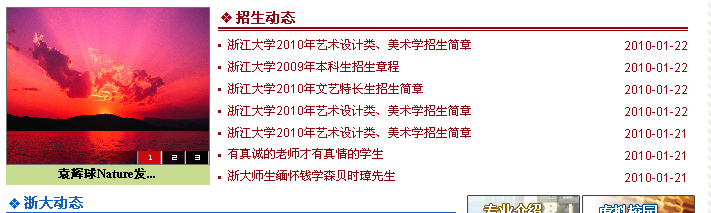 ❖招生动态
浙江大学2010年艺术设计类、美术学招生简章 2010-01-22
浙江大学2009年本科生招生章程 2010-01-22
浙江大学2010年文艺特长生招生简章 2010-01-22
浙江大学2010年艺术设计类、美术学招生简章 2010-01-22
浙江大学2010年艺术设计类、美术学招生简章 2010-01-21
有真诚的老师才有真情的学生 2010-01-21
浙大师生缅怀钱学森贝时璋先生 2010-01-21
1 2 3
袁辉球Nature发...
❖浙大动态
专业介绍
虚拟校园